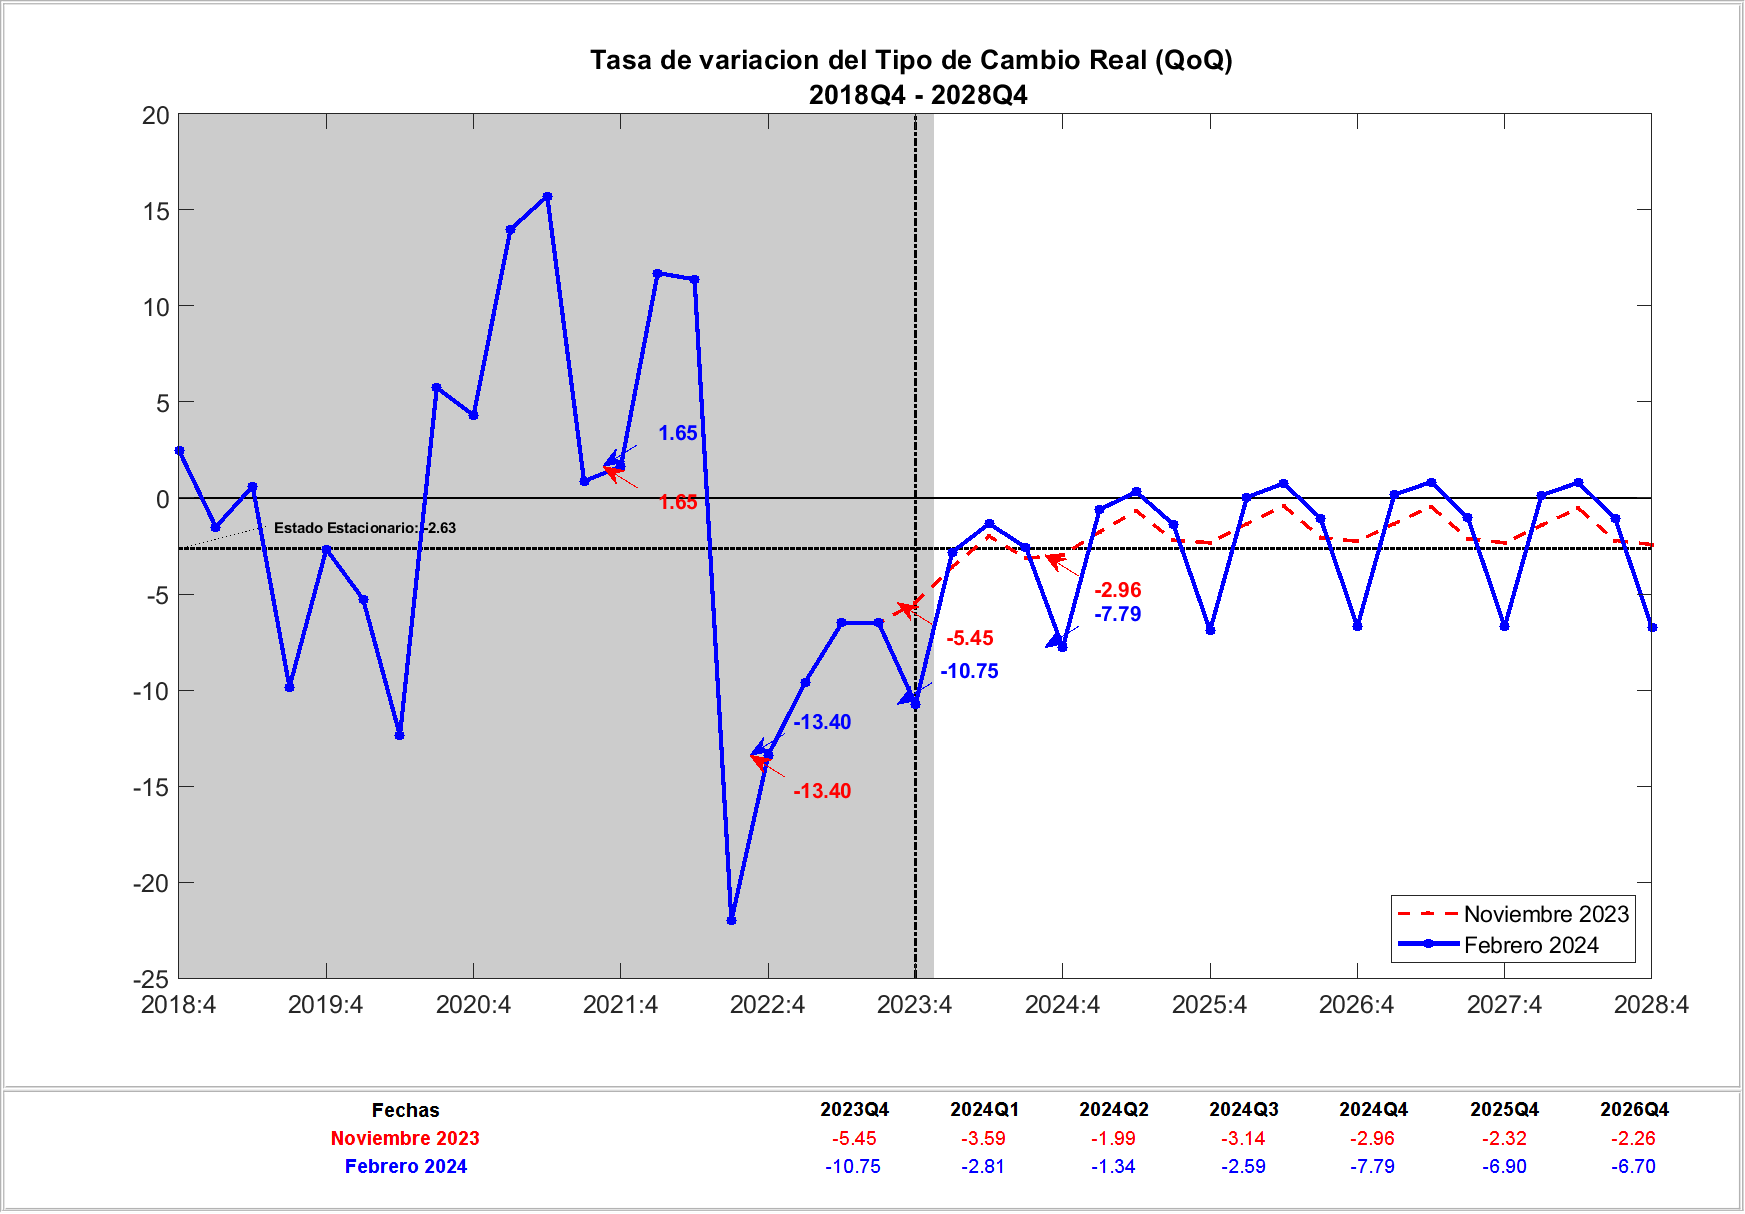 Tasa de variacion del Tipo de Cambio Real (QoQ)
2018Q4 - 2028Q4
20
15
10
5
0
-5
-10
-15
-20
-25
1.65
1.65
Estado Estacionario: -2.63
-2.96
-7.79
-5.45
-10.75
-13.40
-13.40
Noviembre 2023
Febrero 2024
2018:4 2019:4 2020:4 2021:4 2022:4 2023:4 2024:4 2025:4 2026:4 2027:4 2028:4
Fechas 2023Q4 2024Q1 2024Q2 2024Q3 2024Q4 2025Q4 2026Q4
Noviembre 2023 -5.45 -3.59 -1.99 -3.14 -2.96 -2.32 -2.26
Febrero 2024 -10.75 -2.81 -1.34 -2.59 -7.79 -6.90 -6.70